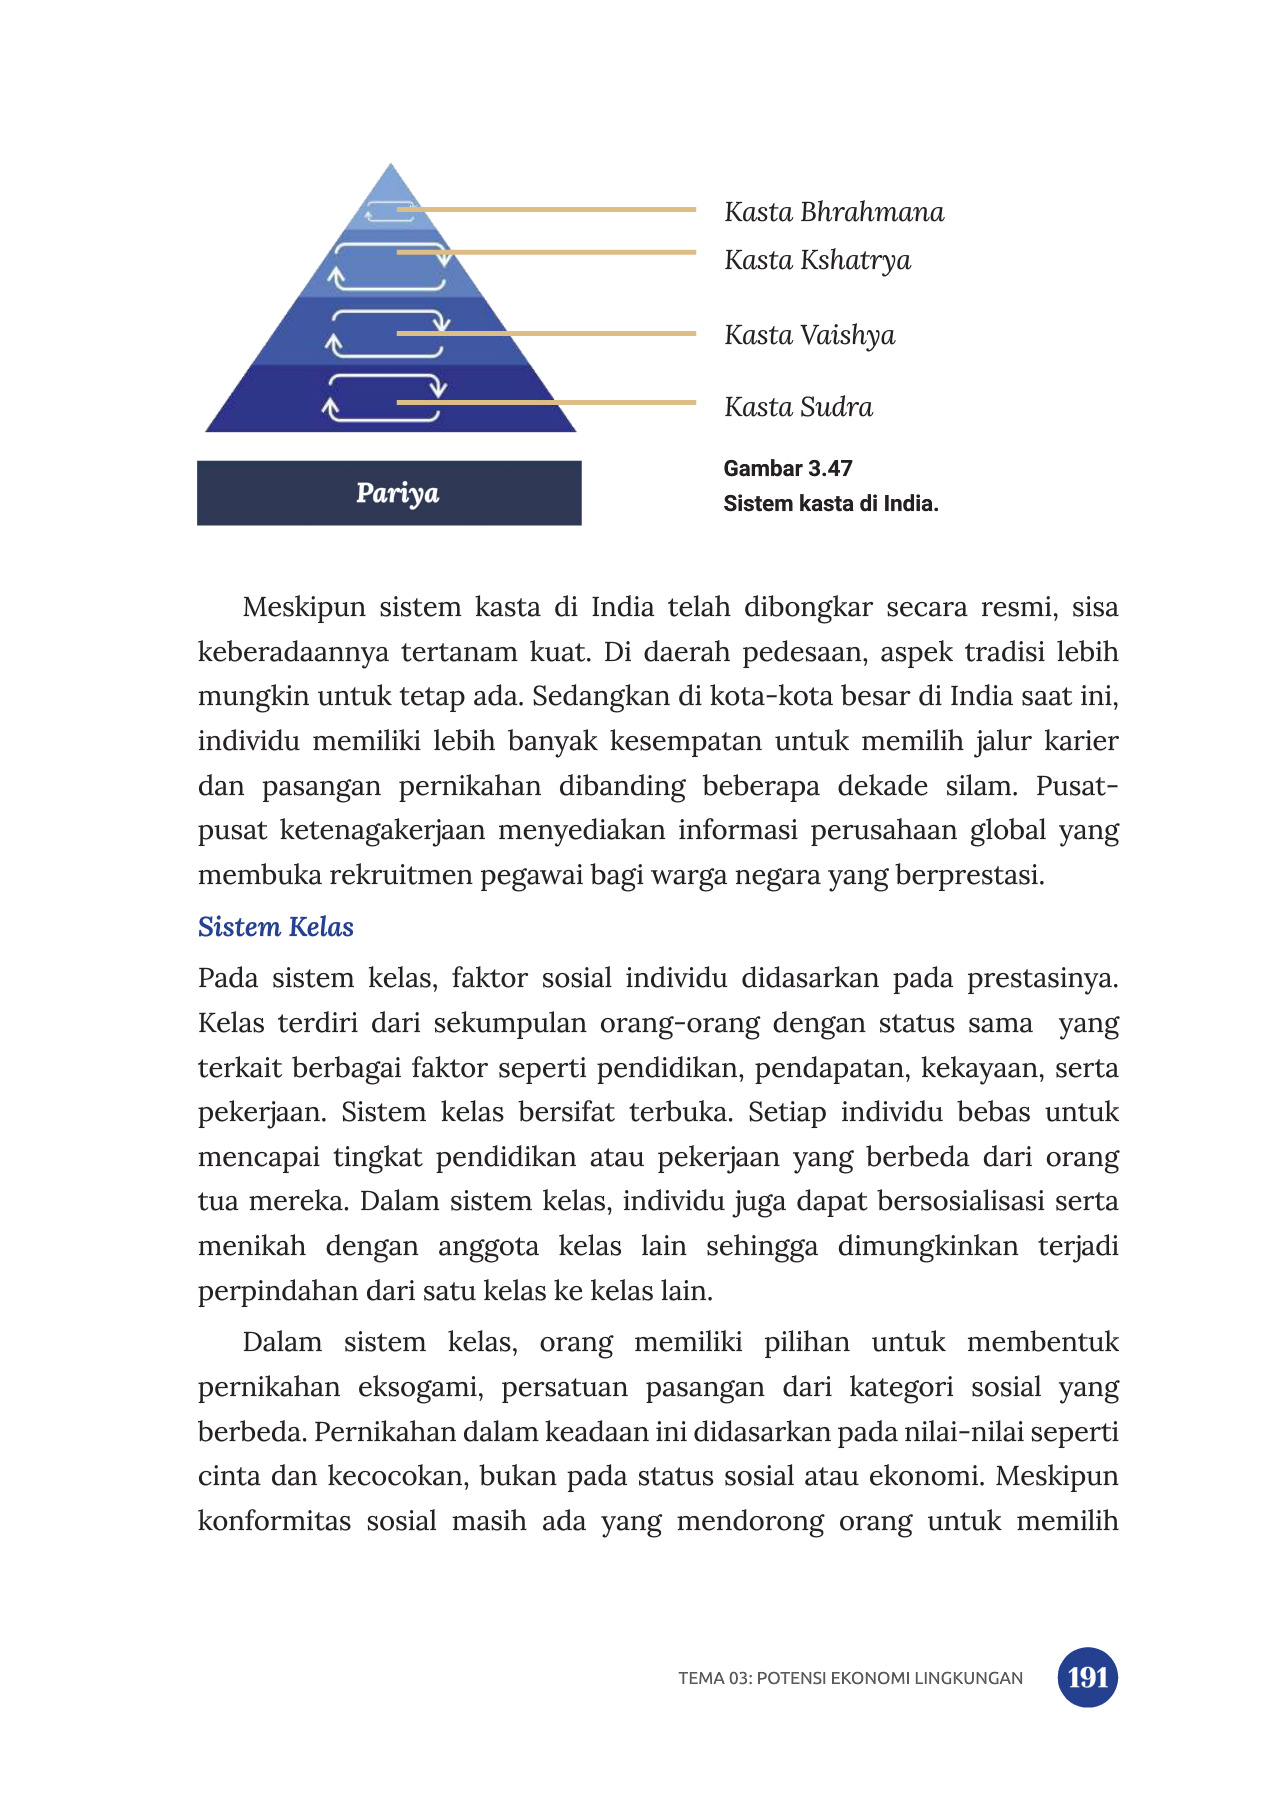 Kasta Bhrahmana
Kasta Kshatrya
Kasta Vaishya
Kasta Sudra
Pariya
Gambar 3.47
Sistem kasta di India.
Meskipun sistem kasta di India telah dibongkar secara resmi, sisa
keberadaannya tertanam kuat. Di daerah pedesaan, aspek tradisi lebih
mungkin untuk tetap ada. Sedangkan di kota-kota besar di India saat ini,
individu memiliki lebih banyak kesempatan untuk memilih jalur karier
dan pasangan pernikahan dibanding beberapa dekade silam. Pusat-
pusat ketenagakerjaan menyediakan informasi perusahaan global yang
membuka rekruitmen pegawai bagi warga negara yang berprestasi.
Sistem Kelas
Pada sistem kelas, faktor sosial individu didasarkan pada prestasinya.
Kelas terdiri dari sekumpulan orang-orang dengan status sama yang
terkait berbagai faktor seperti pendidikan, pendapatan, kekayaan, serta
pekerjaan. Sistem kelas bersifat terbuka. Setiap individu bebas untuk
mencapai tingkat pendidikan atau pekerjaan yang berbeda dari orang
tua mereka. Dalam sistem kelas, individu juga dapat bersosialisasi serta
menikah dengan anggota kelas lain sehingga dimungkinkan terjadi
perpindahan dari satu kelas ke kelas lain.
Dalam sistem kelas, orang memiliki pilihan untuk membentuk
pernikahan eksogami, persatuan pasangan dari kategori sosial yang
berbeda. Pernikahan dalam keadaan ini didasarkan pada nilai-nilai seperti
cinta dan kecocokan, bukan pada status sosial atau ekonomi. Meskipun
konformitas sosial masih ada yang mendorong orang untuk memilih
TEMA 03: POTENSI EKONOMI LINGKUNGAN
191